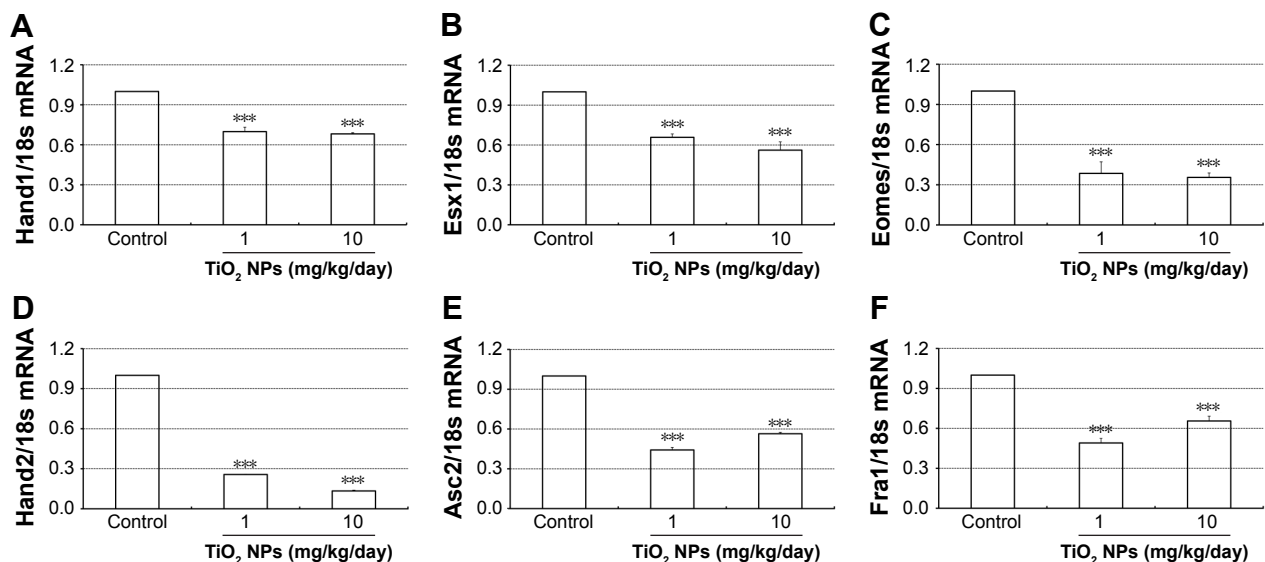 A
Hand1/18s mRNA
1.2
0.9
0.6
0.3
0.0
***
***
Control
1
10
TiO2 NPs (mg/kg/day)
B
Esx1/18s mRNA
1.2
0.9
0.6
0.3
0.0
***
***
Control
1
10
TiO2 NPs (mg/kg/day)
C
Eomes/18s mRNA
1.2
0.9
0.6
0.3
0.0
***
***
Control
1
10
TiO2 NPs (mg/kg/day)
D
Hand2/18s mRNA
1.2
0.9
0.6
0.3
0.0
***
***
Control
1
10
TiO2 NPs (mg/kg/day)
E
Asc2/18s mRNA
1.2
0.9
0.6
0.3
0.0
***
***
Control
1
10
TiO2 NPs (mg/kg/day)
F
Fra1/18s mRNA
1.2
0.9
0.6
0.3
0.0
***
***
Control
1
10
TiO2 NPs (mg/kg/day)